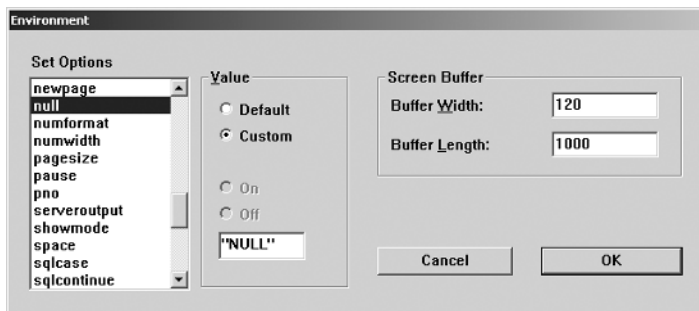 Environment
Set Options
newpage
null
numformat
numwidth
pagesize
pause
pno
serveroutput
showmode
space
sqlcase
sqlcontinue
Value
Default
Custom
On
Off
"NULL"
Screen Buffer
Buffer Width: 120
Buffer Length: 1000
Cancel
OK